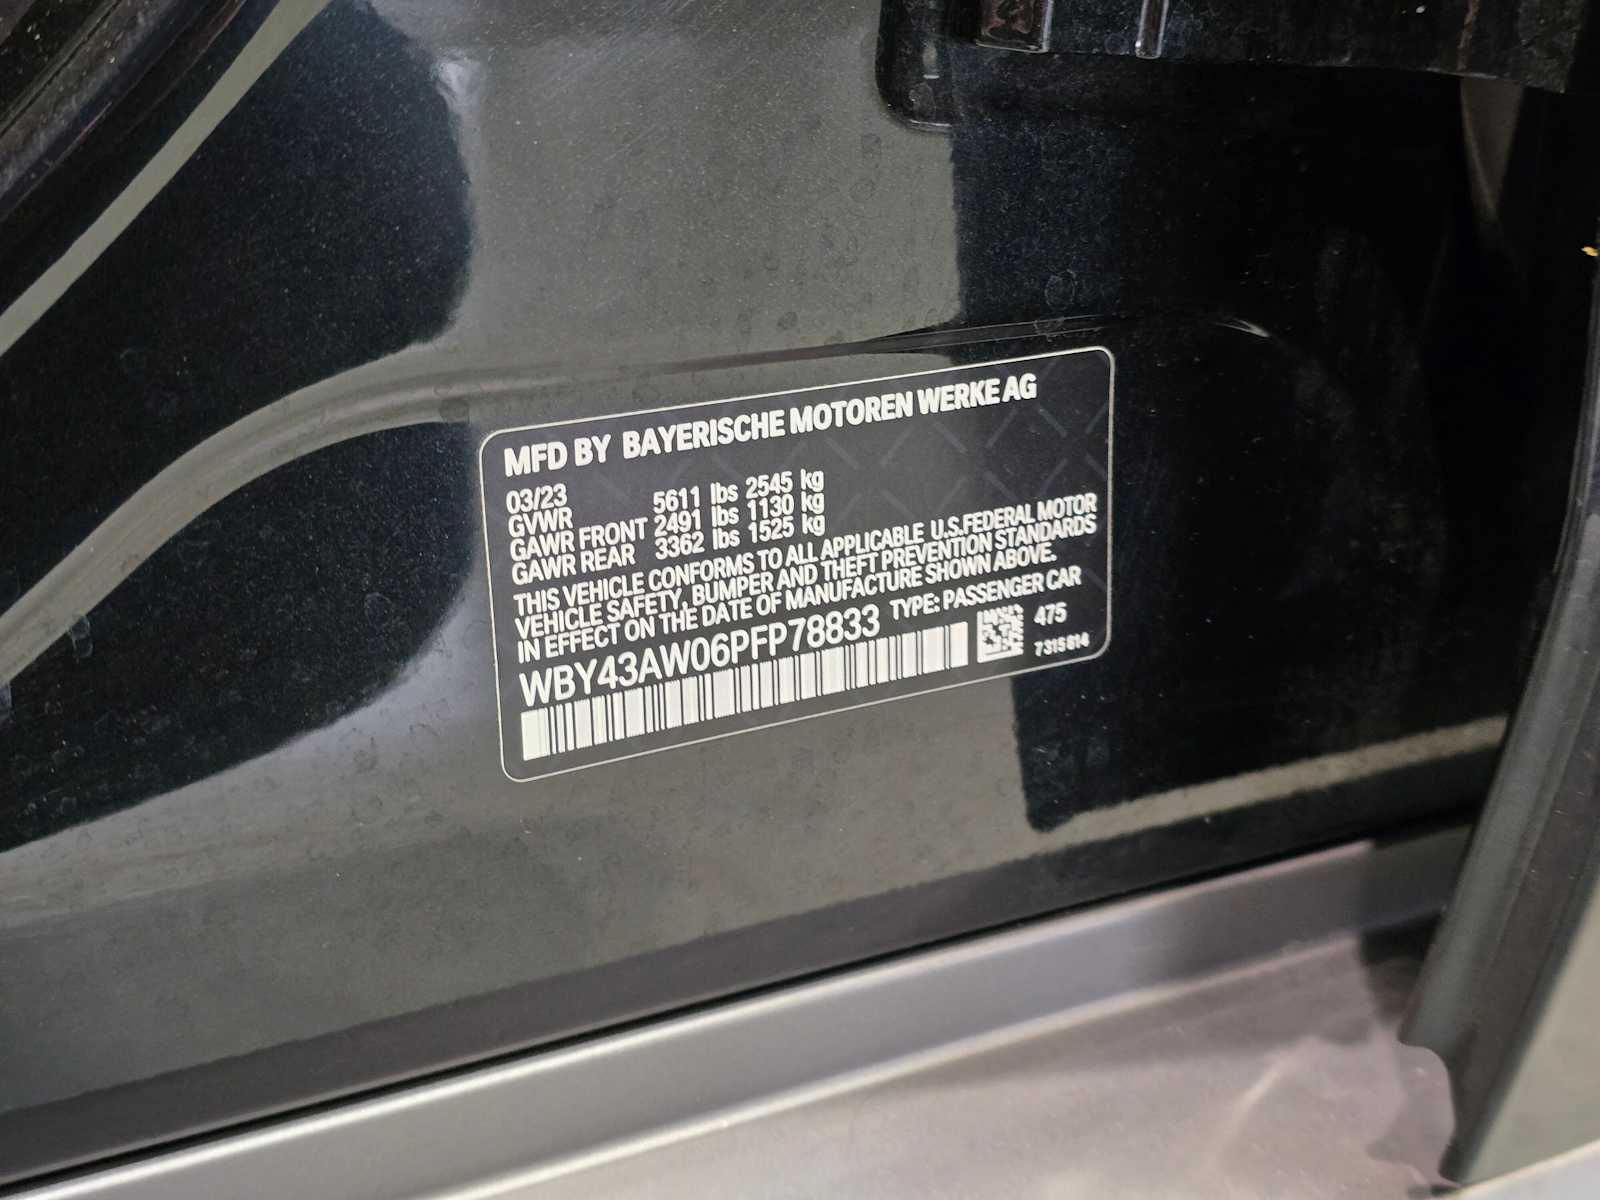 MFD BY BAYERISCHE MOTOREN WERKE AG
03/23
GVWR 5611 lbs 2545 kg
GAWR FRONT 2491 lbs 1130 kg
GAWR REAR 3362 lbs 1525 kg
THIS VEHICLE CONFORMS TO ALL APPLICABLE U.S.FEDERAL MOTOR
VEHICLE SAFETY, BUMPER AND THEFT PREVENTION STANDARDS
IN EFFECT ON THE DATE OF MANUFACTURE SHOWN ABOVE.
WBY43AW06PFP78833 TYPE: PASSENGER CAR
475
7315614